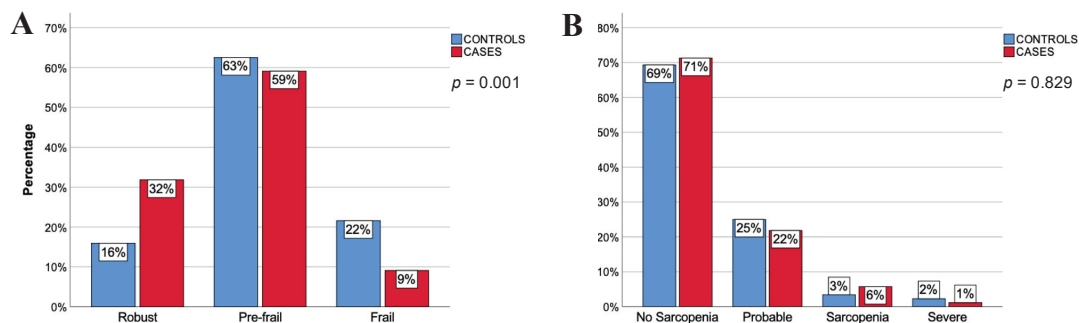 A
CONTROLS
CASES
p = 0.001
Percentage
70%
60%
50%
40%
30%
20%
10%
0%
16%
32%
63%
59%
22%
9%
Robust
Pre-frail
Frail
B
CONTROLS
CASES
p = 0.829
80%
70%
60%
50%
40%
30%
20%
10%
0%
69%
71%
25%
22%
3%
6%
2%
1%
No Sarcopenia
Probable
Sarcopenia
Severe